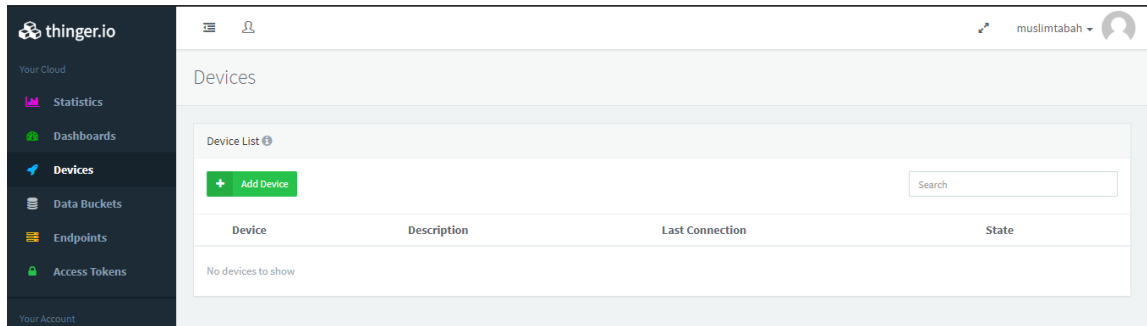 thinger.io
muslimtabah
Your Cloud
Statistics
Dashboards
Devices
Data Buckets
Endpoints
Access Tokens
Your Account
Devices
Device List
Add Device
Search
Device Description Last Connection State
No devices to show